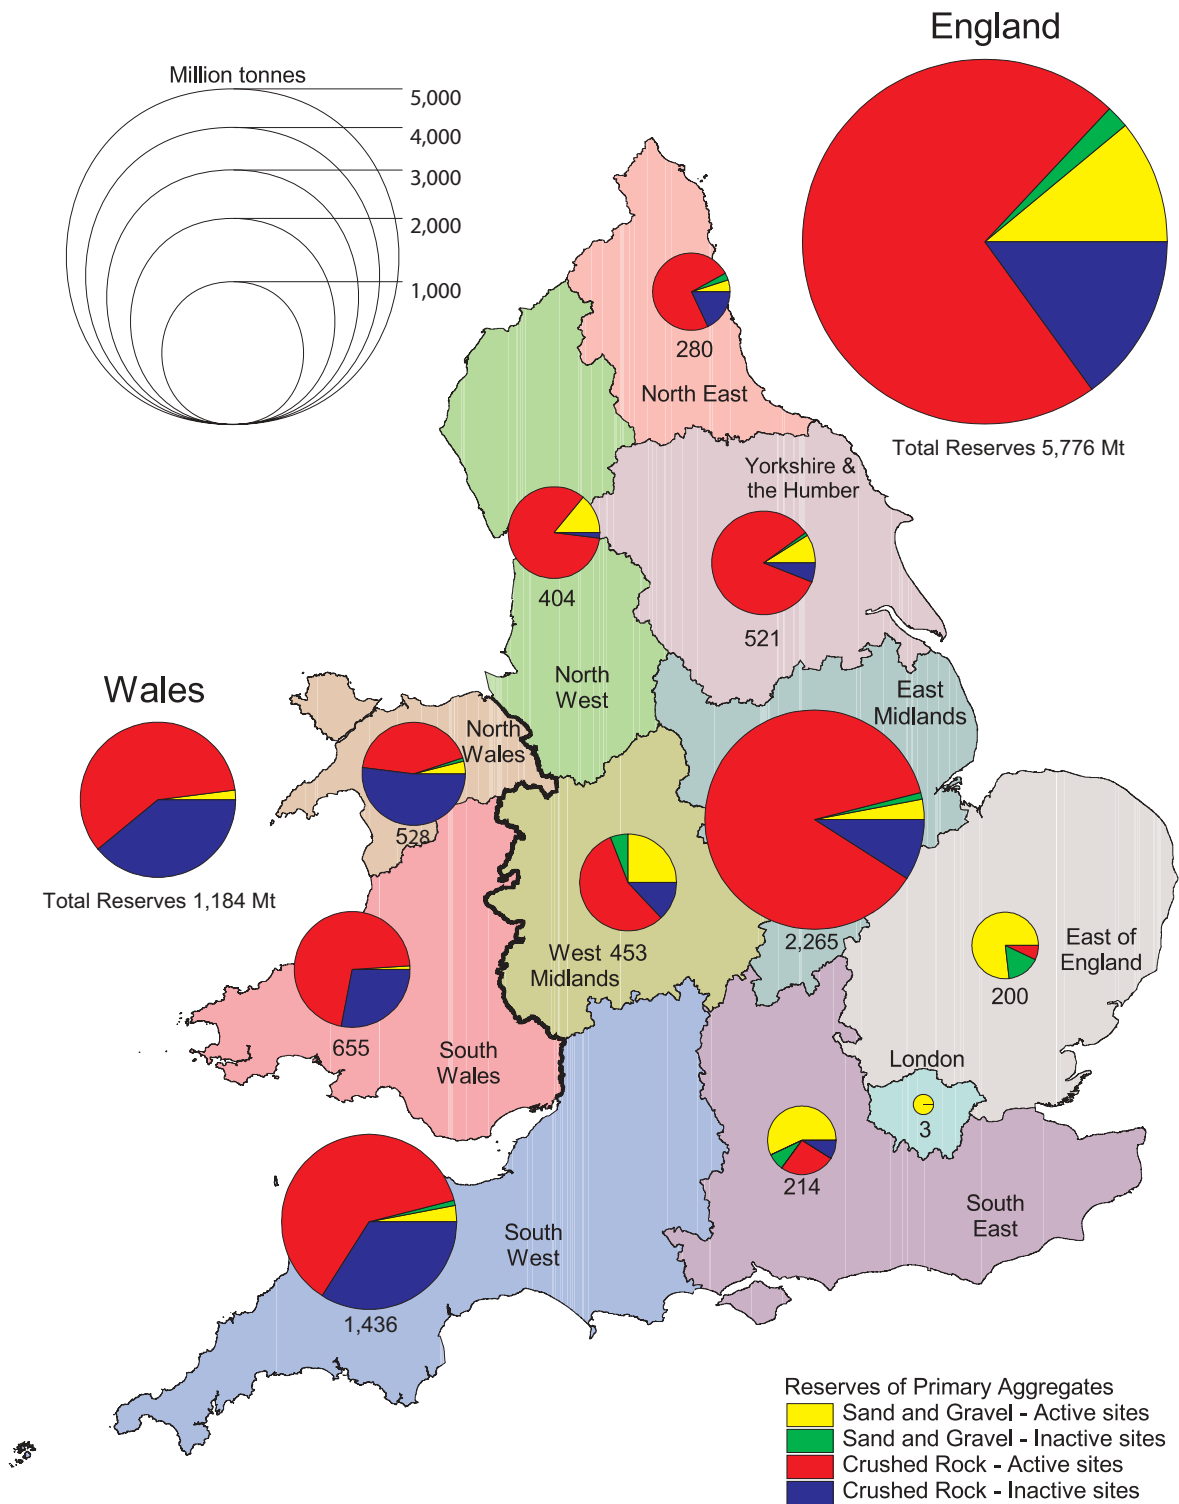 England
Million tonnes
5,000
4,000
3,000
2,000
1,000
280
North East
Total Reserves 5,776 Mt
Yorkshire &
the Humber
404
521
North
West
Wales
East
Midlands
North
Wales
528
Total Reserves 1,184 Mt
West 453
Midlands
2,265
East of
England
200
655
South
Wales
London
3
214
South
East
South
West
1,436
Reserves of Primary Aggregates
Sand and Gravel - Active sites
Sand and Gravel - Inactive sites
Crushed Rock - Active sites
Crushed Rock - Inactive sites